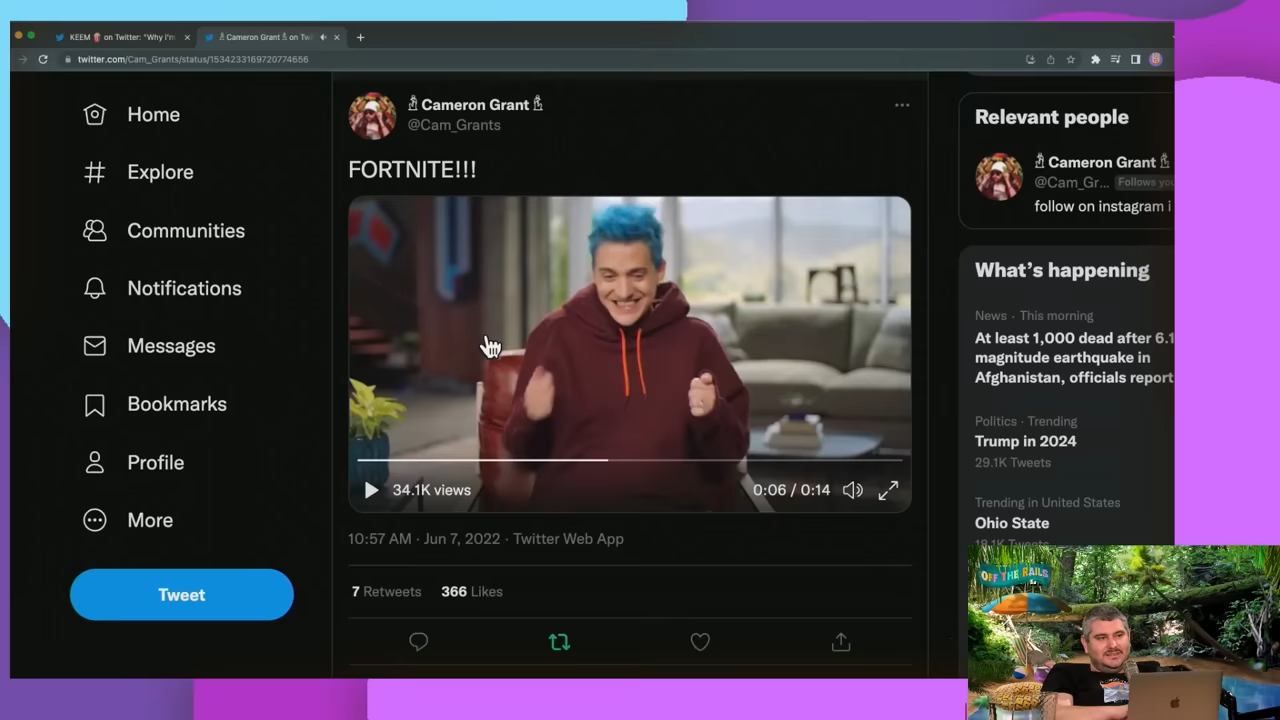 KEEM on Twitter: "Why I'm
Cameron Grant on Twi
twitter.com/Cam_Grants/status/1534233169720774656
Home
Explore
Communities
Notifications
Messages
Bookmarks
Profile
More
Tweet
Cameron Grant
@Cam_Grants
FORTNITE!!!
34.1K views
0:06 / 0:14
10:57 AM · Jun 7, 2022 · Twitter Web App
7 Retweets 366 Likes
Relevant people
Cameron Grant
@Cam_Gr... Follows you
follow on instagram i
What's happening
News · This morning
At least 1,000 dead after 6.1
magnitude earthquake in
Afghanistan, officials report
Politics · Trending
Trump in 2024
29.1K Tweets
Trending in United States
Ohio State
18.1K Tweets
OFF THE RAILS